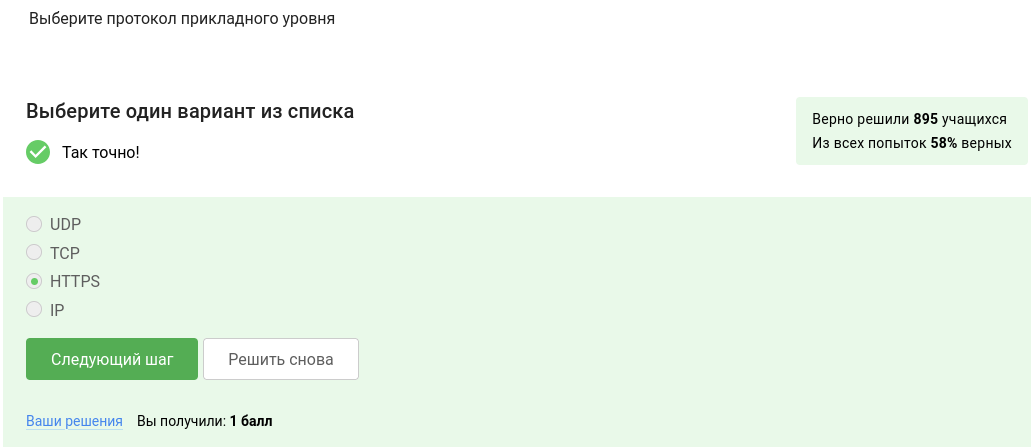 Выберите протокол прикладного уровня
Выберите один вариант из списка
Верно решили 895 учащихся
Из всех попыток 58% верных
Так точно!
UDP
TCP
HTTPS
IP
Следующий шаг
Решить снова
Ваши решения
Вы получили: 1 балл